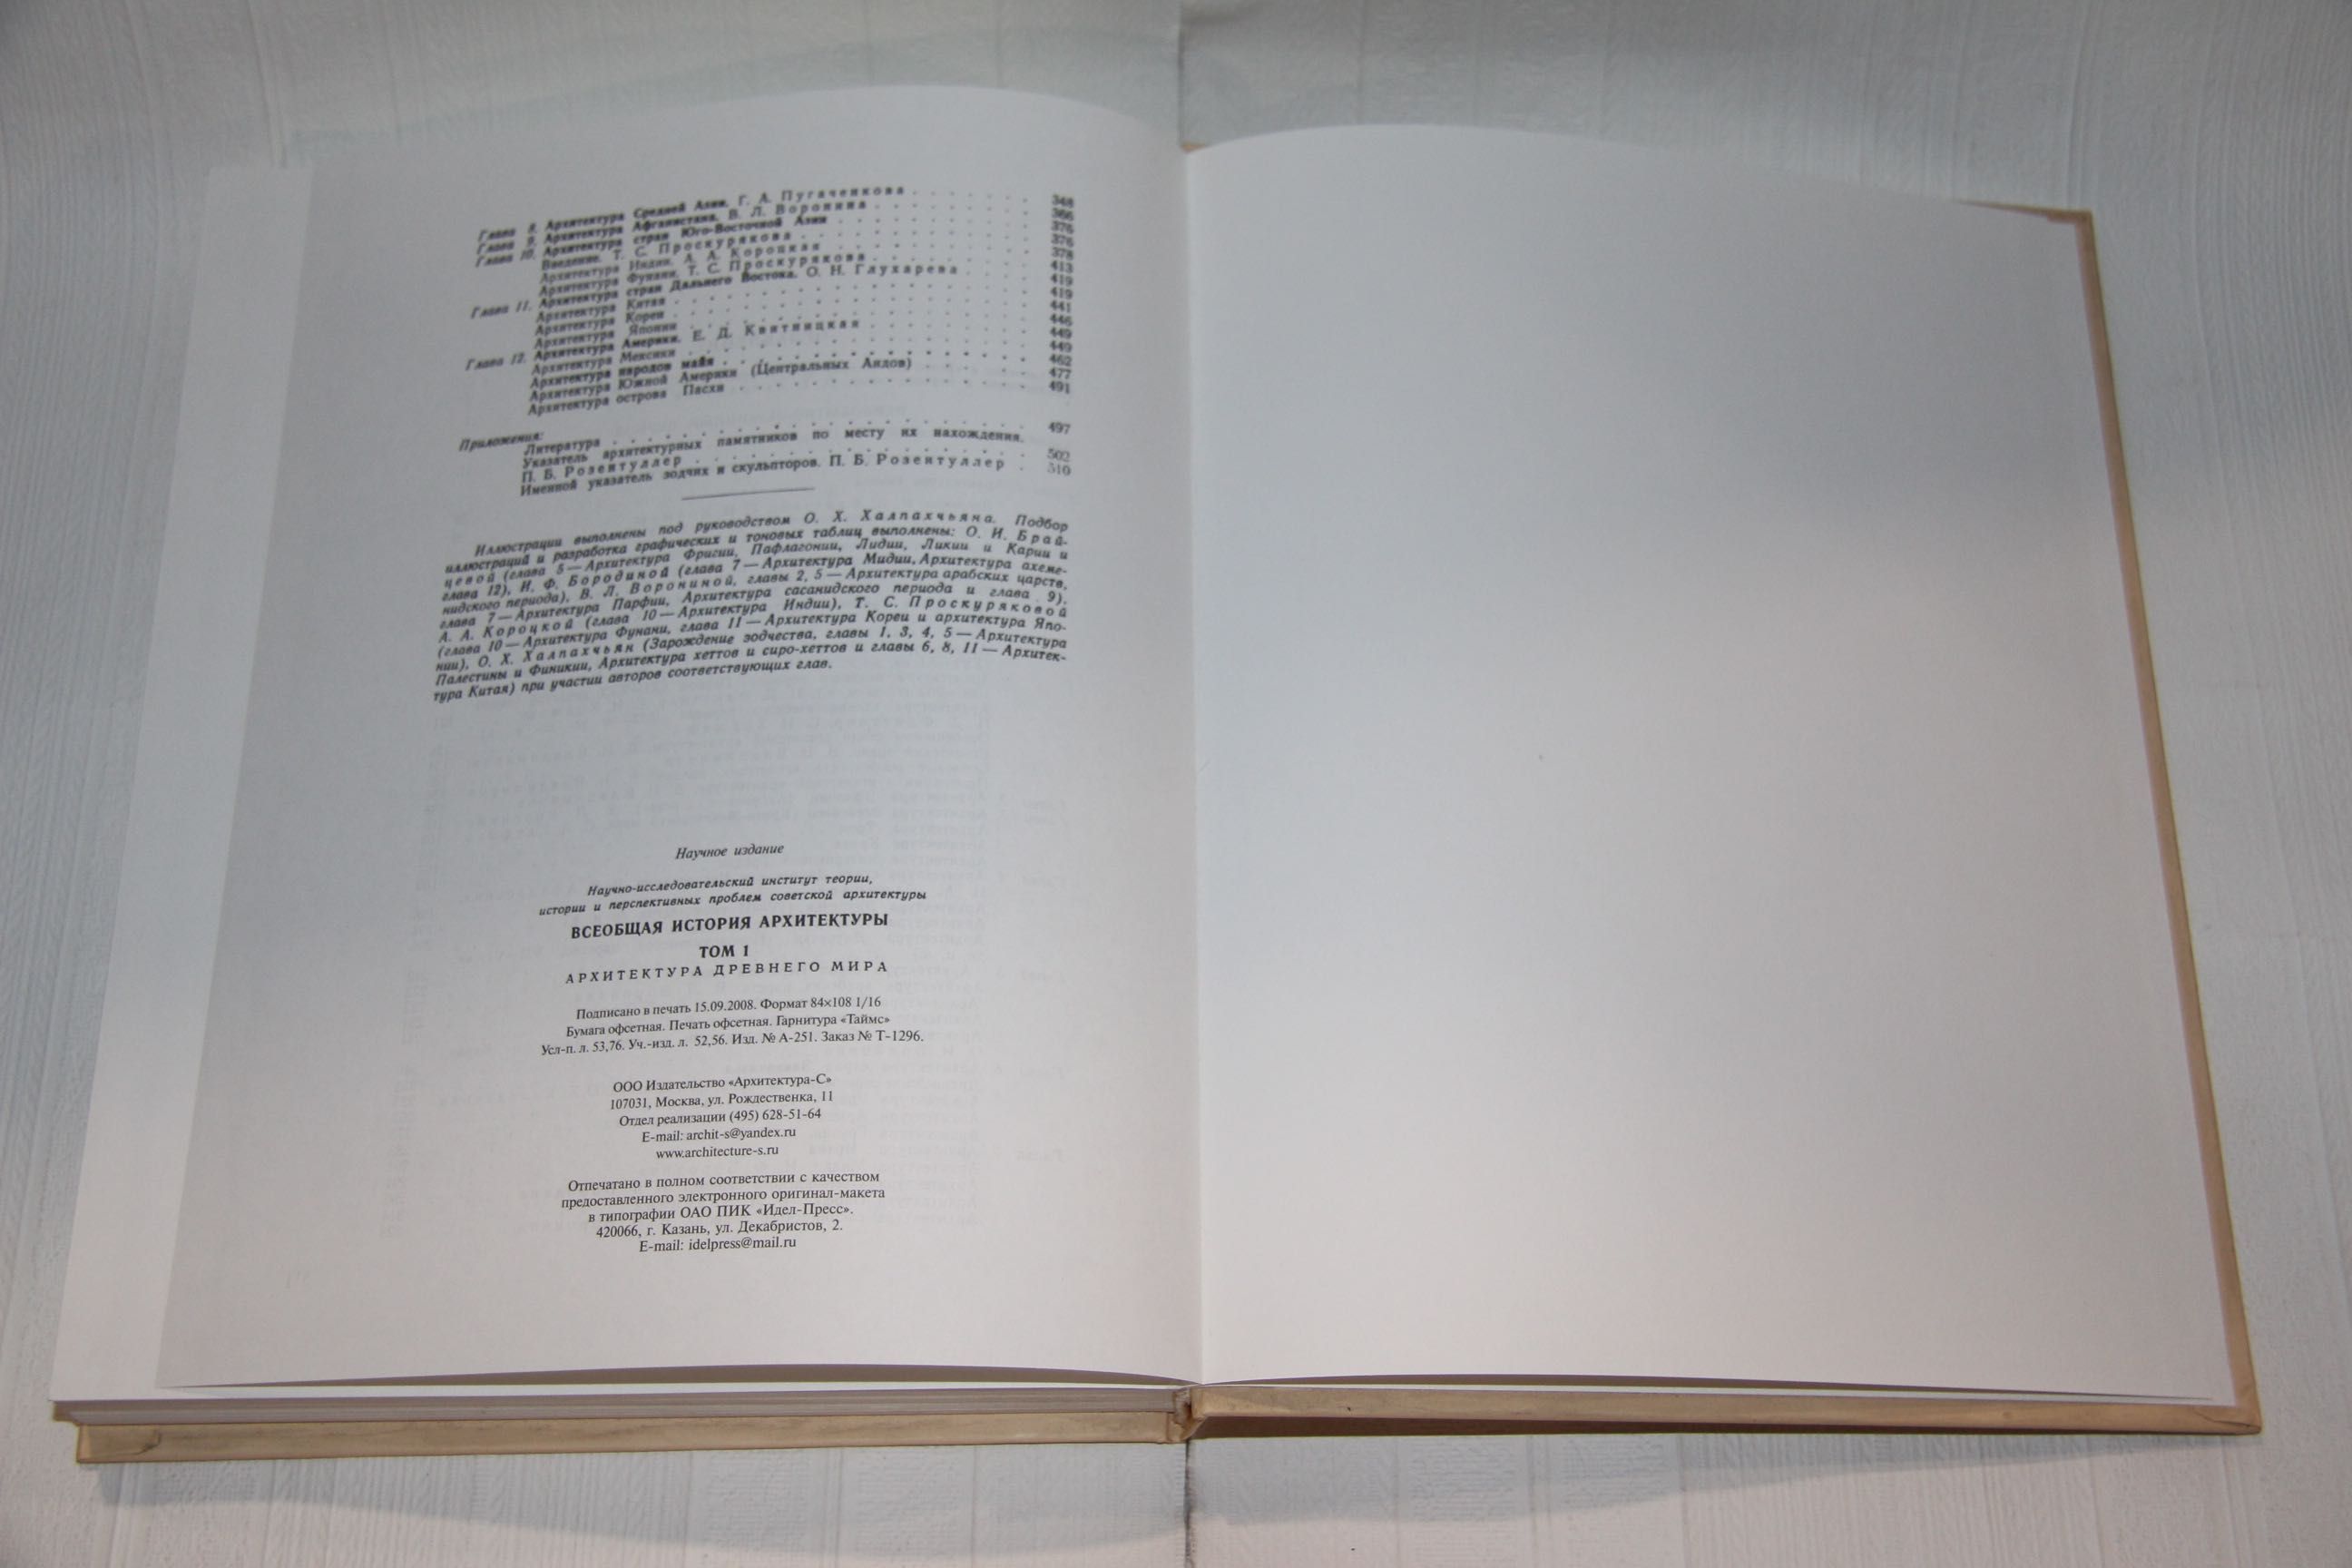 Глава 8. Архитектура Средней Азии. Г. А. Пугаченкова . . . . . . . 348
Глава 9. Архитектура Афганистана. В. Л. Воронина . . . . . . . . 366
Глава 10. Архитектура стран Юго-Восточной Азии . . . . . . . . 376
Введение. Т. С. Проскурякова . . . . . . . . . . 376
Архитектура Индии. А. А. Короцкая . . . . . . . . . 378
Архитектура Фунани. Т. С. Проскурякова . . . . . . . . 413
Глава 11. Архитектура стран Дальнего Востока. О. Н. Глухарева . . . . 419
Архитектура Китая . . . . . . . . . . . . . 419
Архитектура Кореи . . . . . . . . . . . . . 441
Архитектура Японии . . . . . . . . . . . . . 446
Глава 12. Архитектура Америки. Е. Д. Квитницкая . . . . . . . . 449
Архитектура Мексики . . . . . . . . . . . . . 449
Архитектура народов майя . . . . . . . . . . . . 462
Архитектура Южной Америки (Центральных Андов) . . . . . 477
Архитектура острова Пасхи . . . . . . . . . . . . 491
Приложения:
Литература . . . . . . . . . . . . . . . . 497
Указатель архитектурных памятников по месту их нахождения.
П. Б. Розентуллер . . . . . . . . . . . . . . 502
Именной указатель зодчих и скульпторов. П. Б. Розентуллер . 510
Иллюстрации выполнены под руководством О. Х. Халпахчьяна. Подбор
иллюстраций и разработка графических и тоновых таблиц выполнены: О. И. Брай-
цевой (глава 5 — Архитектура Фригии, Пафлагонии, Лидии, Ликии и Карии и
глава 12), И. Ф. Бородиной (глава 7 — Архитектура Мидии, Архитектура ахеме-
нидского периода), В. Л. Ворониной, главы 2, 5 — Архитектура арабских царств,
глава 7 — Архитектура Парфии, Архитектура сасанидского периода и глава 9),
А. А. Короцкой (глава 10 — Архитектура Индии), Т. С. Проскуряковой
(глава 10 — Архитектура Фунани, глава 11 — Архитектура Кореи и архитектура Япо-
нии), О. Х. Халпахчьян (Зарождение зодчества, главы 1, 3, 4, 5 — Архитектура
Палестины и Финикии, Архитектура хеттов и сиро-хеттов и главы 6, 8, 11 — Архитек-
тура Китая) при участии авторов соответствующих глав.
Научное издание
Научно-исследовательский институт теории,
истории и перспективных проблем советской архитектуры
ВСЕОБЩАЯ ИСТОРИЯ АРХИТЕКТУРЫ
ТОМ 1
АРХИТЕКТУРА ДРЕВНЕГО МИРА
Подписано в печать 15.09.2008. Формат 84×108 1/16
Бумага офсетная. Печать офсетная. Гарнитура «Таймс»
Усл-п. л. 53,76. Уч.-изд. л. 52,56. Изд. № А-251. Заказ № Т-1296.
ООО Издательство «Архитектура-С»
107031, Москва, ул. Рождественка, 11
Отдел реализации (495) 628-51-64
E-mail: archit-s@yandex.ru
www.architecture-s.ru
Отпечатано в полном соответствии с качеством
предоставленного электронного оригинал-макета
в типографии ОАО ПИК «Идел-Пресс».
420066, г. Казань, ул. Декабристов, 2.
E-mail: idelpress@mail.ru